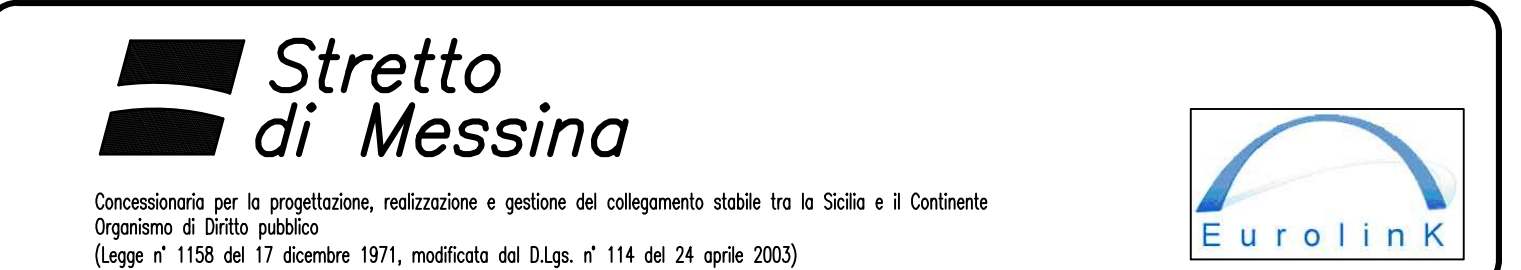 Stretto
di Messina
Concessionaria per la progettazione, realizzazione e gestione del collegamento stabile tra la Sicilia e il Continente
Organismo di Diritto pubblico
(Legge n° 1158 del 17 dicembre 1971, modificata dal D.Lgs. n° 114 del 24 aprile 2003)
EurolinK